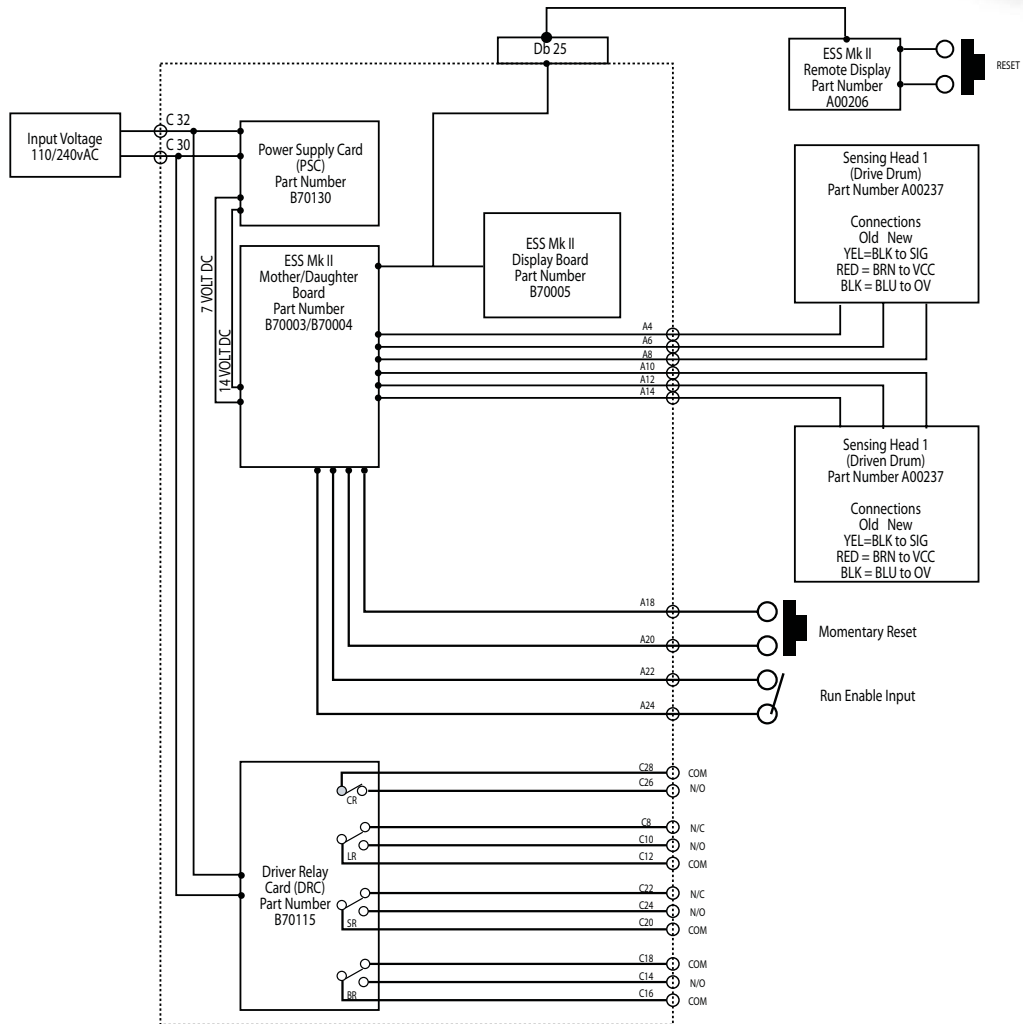 Db 25
ESS Mk II
Remote Display
Part Number
A00206
RESET
Input Voltage
110/240vAC
C 32
C 30
Power Supply Card
(PSC)
Part Number
B70130
7 VOLT DC
14 VOLT DC
ESS Mk II
Mother/Daughter
Board
Part Number
B70003/B70004
ESS Mk II
Display Board
Part Number
B70005
Sensing Head 1
(Drive Drum)
Part Number A00237
Connections
Old New
YEL=BLK to SIG
RED = BRN to VCC
BLK = BLU to OV
A4
A6
A8
A10
A12
A14
Sensing Head 1
(Driven Drum)
Part Number A00237
Connections
Old New
YEL=BLK to SIG
RED = BRN to VCC
BLK = BLU to OV
A18
A20
Momentary Reset
A22
A24
Run Enable Input
Driver Relay
Card (DRC)
Part Number
B70115
CR
C28 COM
C26 N/O
LR
C8 N/C
C10 N/O
C12 COM
SR
C22 N/C
C24 N/O
C20 COM
BR
C18 COM
C14 N/O
C16 COM